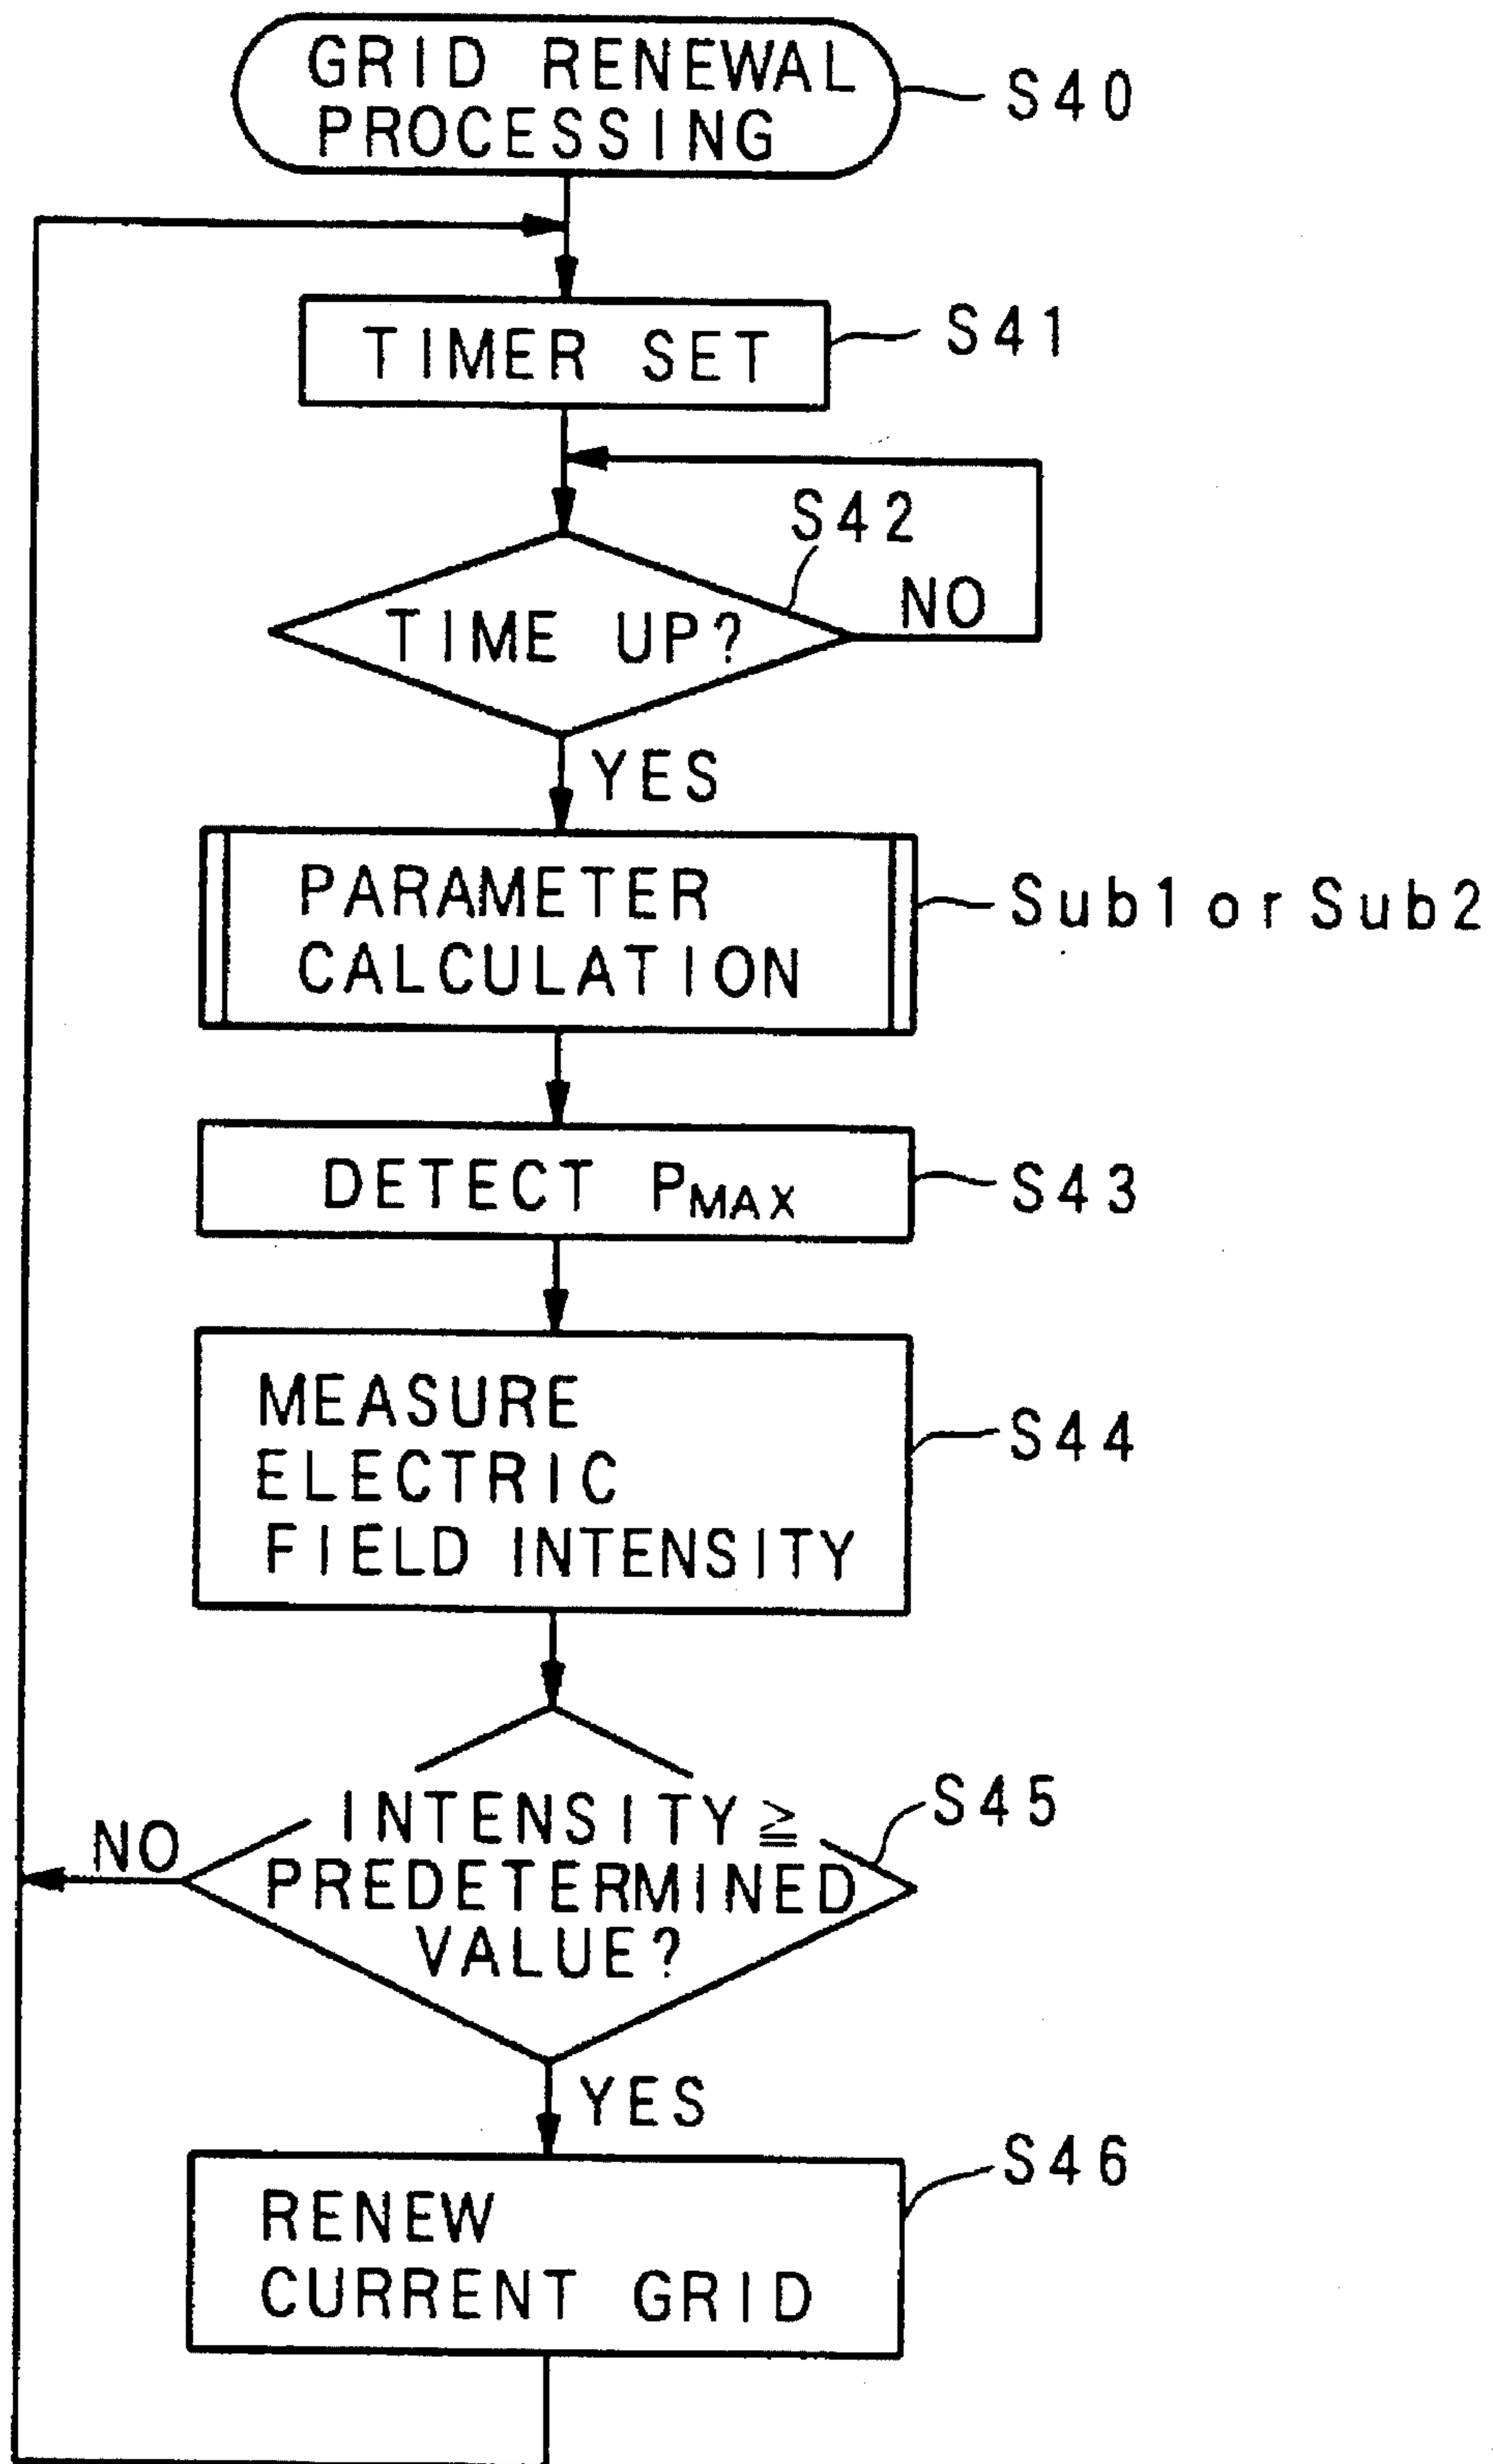 GRID RENEWAL
PROCESSING
S40
TIMER SET
S41
S42
TIME UP?
NO
YES
PARAMETER
CALCULATION
Sub1 or Sub2
DETECT PMAX
S43
MEASURE
ELECTRIC
FIELD INTENSITY
S44
INTENSITY ≧
PREDETERMINED
VALUE?
S45
NO
YES
RENEW
CURRENT GRID
S46